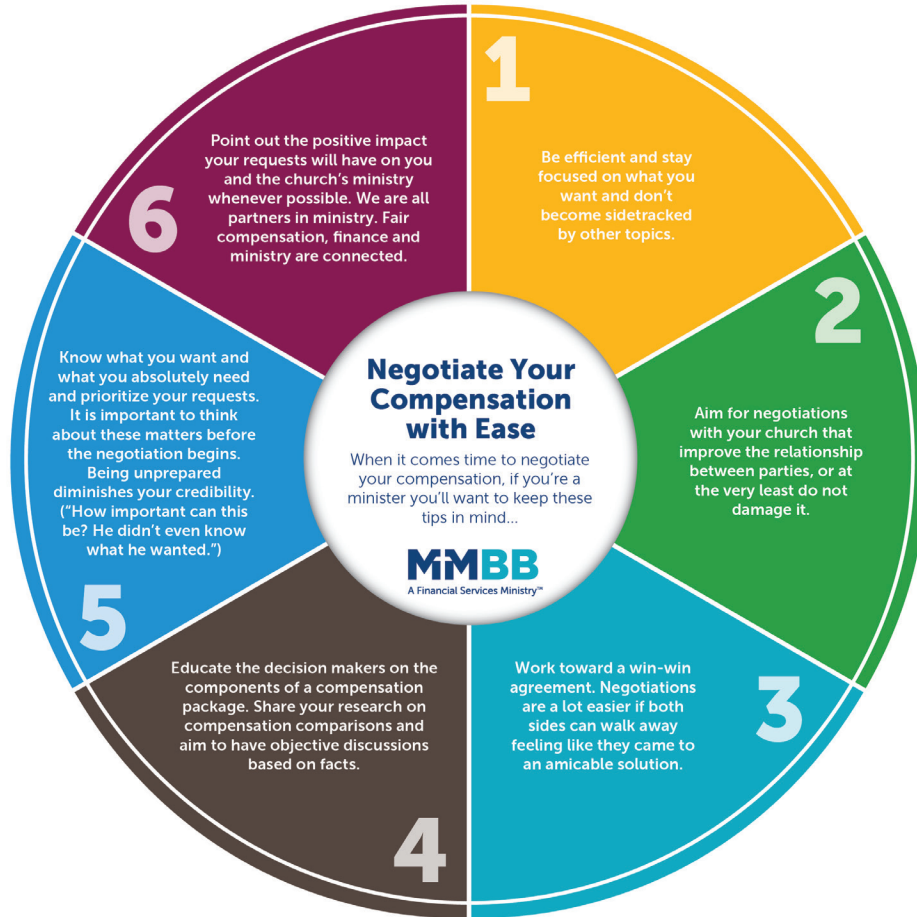 Negotiate Your
Compensation
with Ease
When it comes time to negotiate
your compensation, if you're a
minister you'll want to keep these
tips in mind...
MMBB
A Financial Services Ministry™
1
Be efficient and stay
focused on what you
want and don't
become sidetracked
by other topics.
2
Aim for negotiations
with your church that
improve the relationship
between parties, or at
the very least do not
damage it.
3
Work toward a win-win
agreement. Negotiations
are a lot easier if both
sides can walk away
feeling like they came to
an amicable solution.
4
Educate the decision makers on the
components of a compensation
package. Share your research on
compensation comparisons and
aim to have objective discussions
based on facts.
5
Know what you want and
what you absolutely need
and prioritize your requests.
It is important to think
about these matters before
the negotiation begins.
Being unprepared
diminishes your credibility.
("How important can this
be? He didn't even know
what he wanted.")
6
Point out the positive impact
your requests will have on you
and the church's ministry
whenever possible. We are all
partners in ministry. Fair
compensation, finance and
ministry are connected.